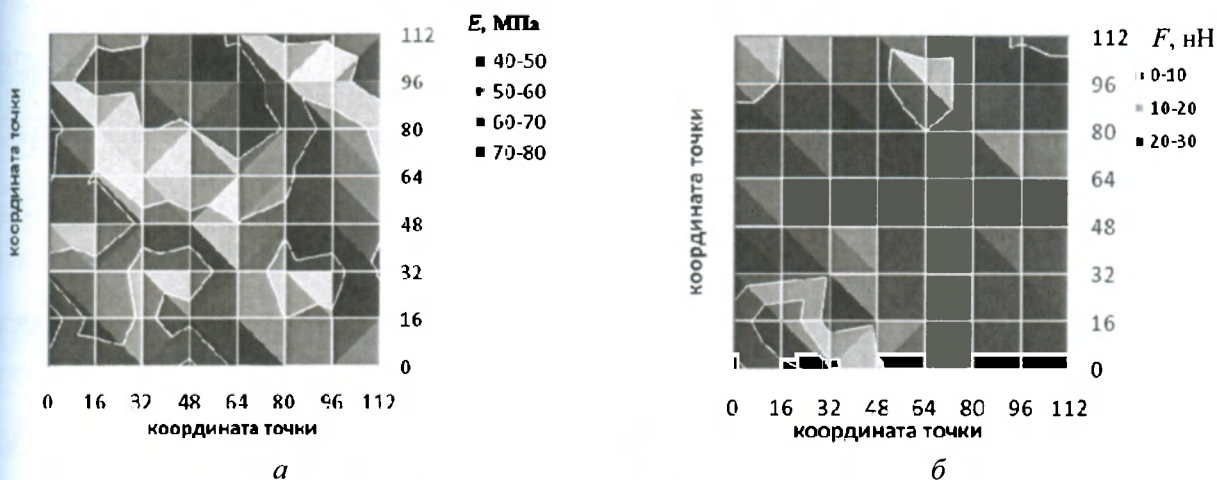 E, МПа
40-50
50-60
60-70
70-80
112
96
80
64
48
32
16
0
0 16 32 48 64 80 96 112
координата точки
координата точки
а
F, нН
0-10
10-20
20-30
112
96
80
64
48
32
16
0
0 16 32 48 64 80 96 112
координата точки
координата точки
б